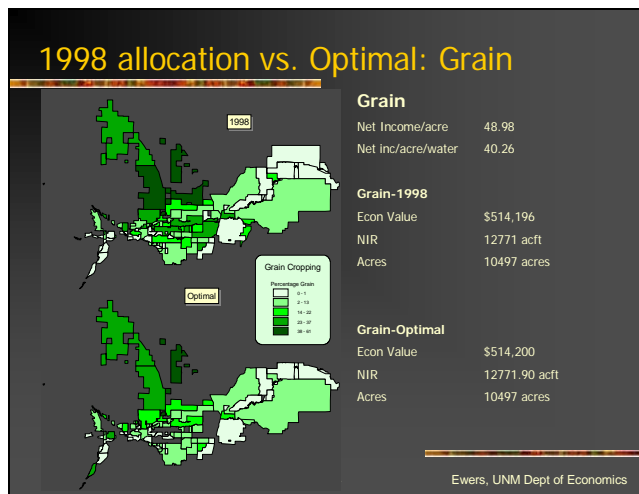 1998 allocation vs. Optimal: Grain
1998
Grain Cropping
Percentage Grain
0 - 1
2 - 13
14 - 22
23 - 37
38 - 61
Optimal
Grain
Net Income/acre 48.98
Net inc/acre/water 40.26
Grain-1998
Econ Value $514,196
NIR 12771 acft
Acres 10497 acres
Grain-Optimal
Econ Value $514,200
NIR 12771.90 acft
Acres 10497 acres
Ewers, UNM Dept of Economics